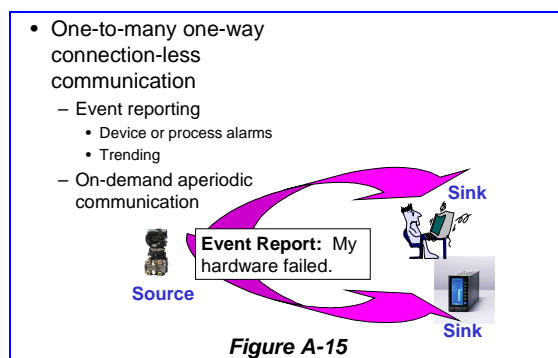 • One-to-many one-way
connection-less
communication
– Event reporting
• Device or process alarms
• Trending
– On-demand aperiodic
communication
Sink
Event Report: My
hardware failed.
Source
Sink
Figure A-15